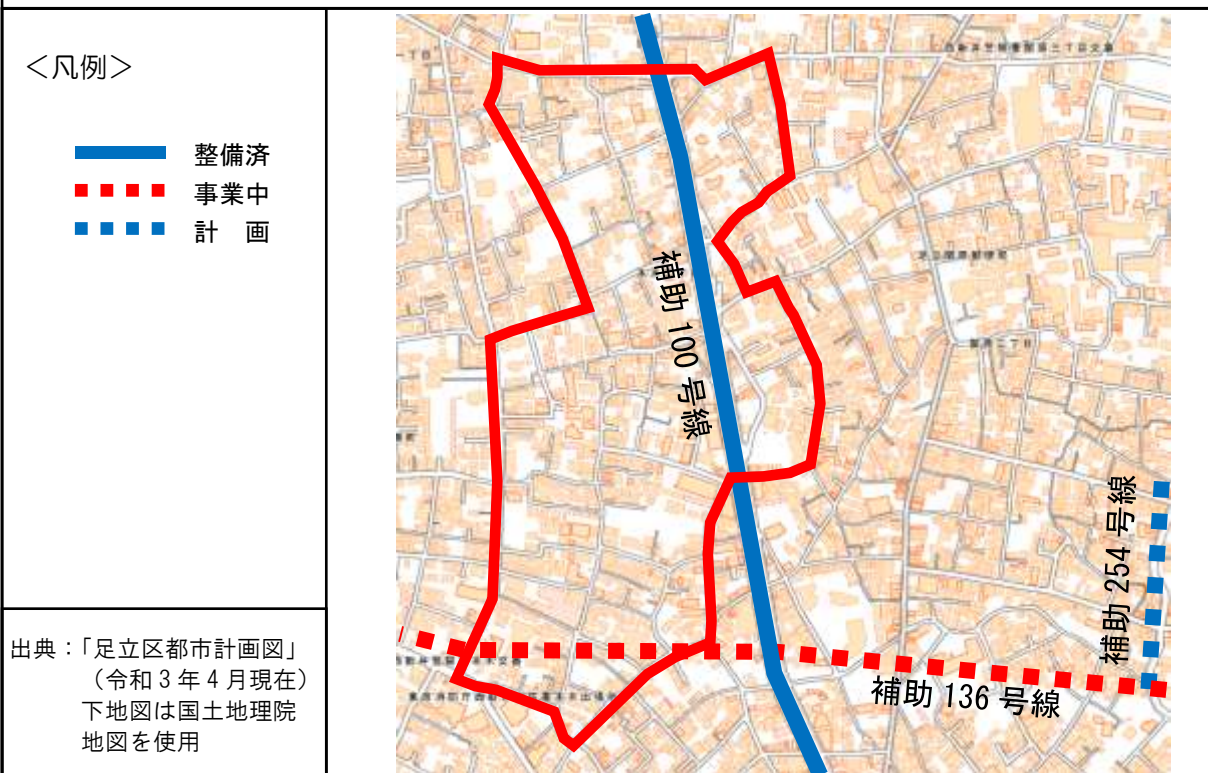 <凡例>
整備済
事業中
計　画
出典：「足立区都市計画図」
（令和３年４月現在）
下地図は国土地理院
地図を使用
補助 100 号線
補助 254 号線
補助 136 号線